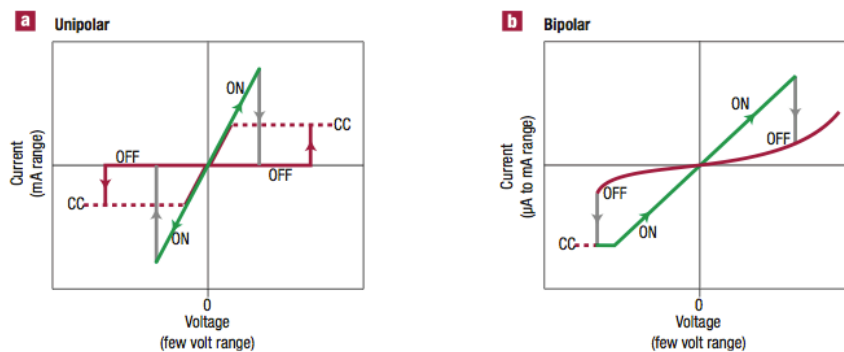 a Unipolar
Current
(mA range)
ON
CC
OFF
OFF
CC
ON
0
Voltage
(few volt range)
b Bipolar
Current
(μA to mA range)
ON
OFF
OFF
CC
ON
0
Voltage
(few volt range)